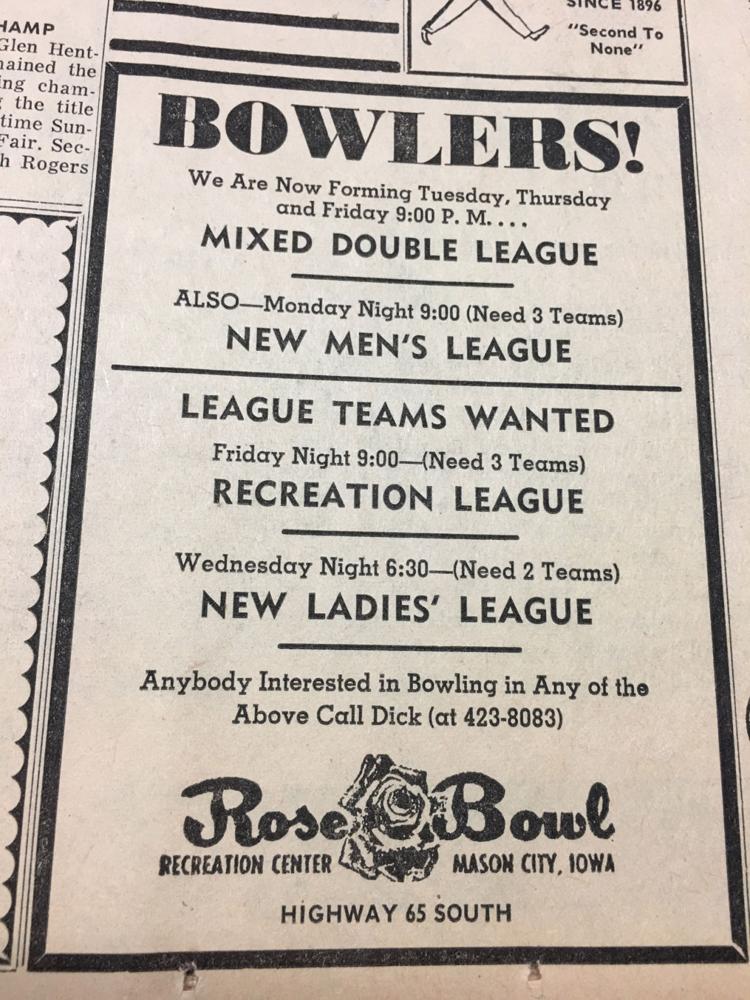 HAMP
Glen Hent-
ained the
ing cham-
the title
time Sun-
Fair. Sec-
h Rogers
SINCE 1896
"Second To
None"
BOWLERS!
We Are Now Forming Tuesday, Thursday
and Friday 9:00 P. M. . . .
MIXED DOUBLE LEAGUE
ALSO—Monday Night 9:00 (Need 3 Teams)
NEW MEN'S LEAGUE
LEAGUE TEAMS WANTED
Friday Night 9:00—(Need 3 Teams)
RECREATION LEAGUE
Wednesday Night 6:30—(Need 2 Teams)
NEW LADIES' LEAGUE
Anybody Interested in Bowling in Any of the
Above Call Dick (at 423-8083)
Rose Bowl
RECREATION CENTER MASON CITY, IOWA
HIGHWAY 65 SOUTH